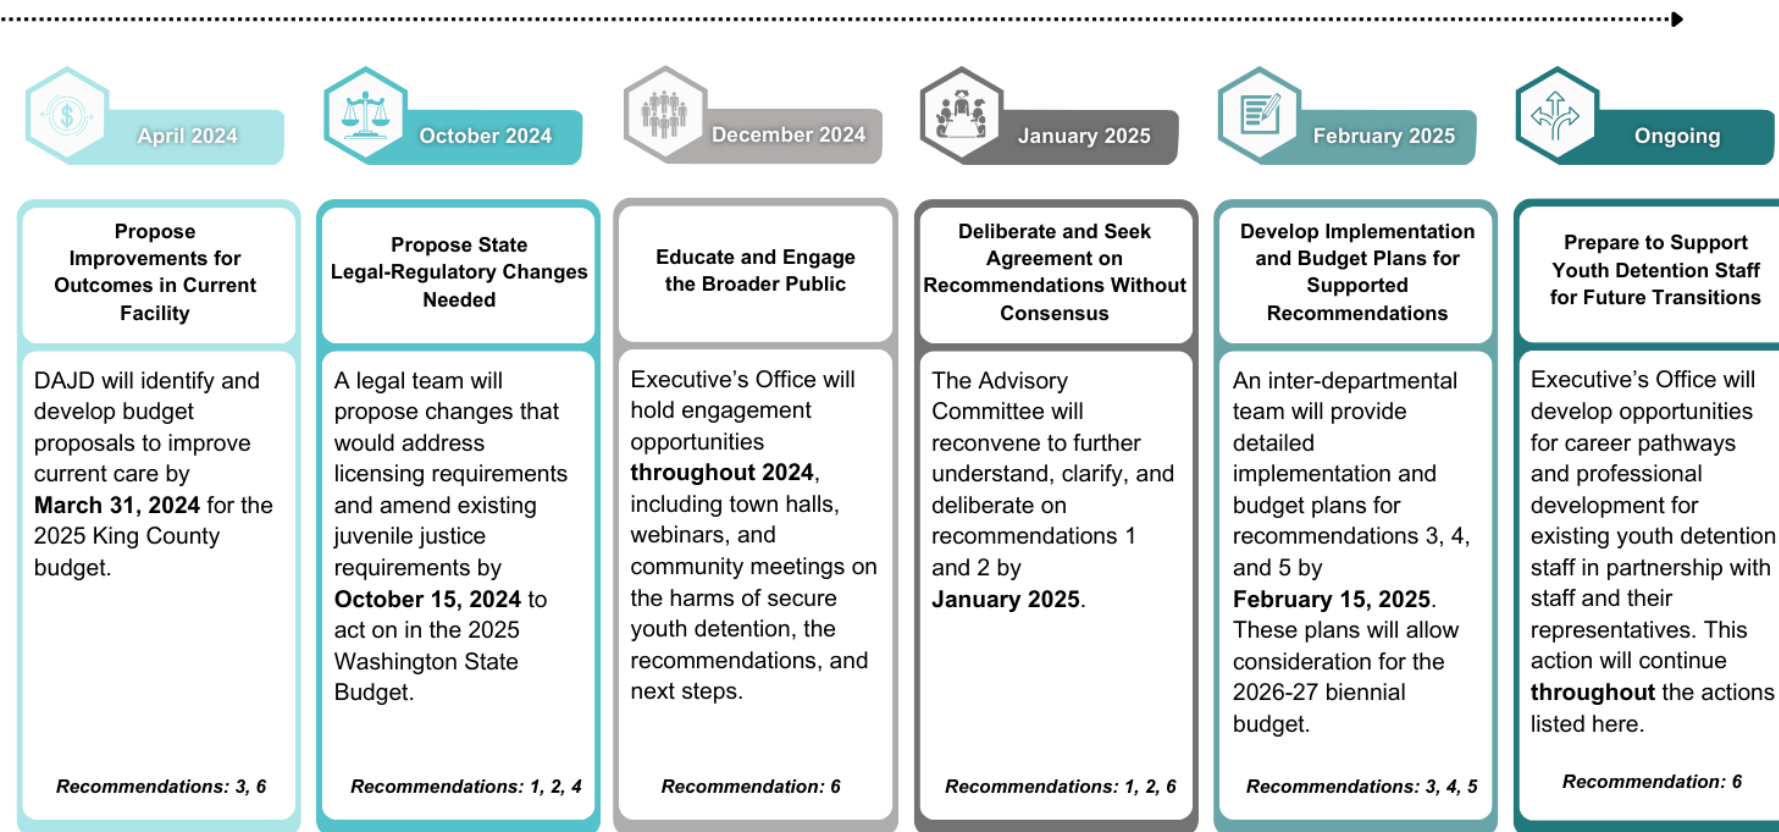 April 2024
October 2024
December 2024
January 2025
February 2025
Ongoing
Propose
Improvements for
Outcomes in Current
Facility
DAJD will identify and
develop budget
proposals to improve
current care by
March 31, 2024 for the
2025 King County
budget.
Recommendations: 3, 6
Propose State
Legal-Regulatory Changes
Needed
A legal team will
propose changes that
would address
licensing requirements
and amend existing
juvenile justice
requirements by
October 15, 2024 to
act on in the 2025
Washington State
Budget.
Recommendations: 1, 2, 4
Educate and Engage
the Broader Public
Executive's Office will
hold engagement
opportunities
throughout 2024,
including town halls,
webinars, and
community meetings on
the harms of secure
youth detention, the
recommendations, and
next steps.
Recommendation: 6
Deliberate and Seek
Agreement on
Recommendations Without
Consensus
The Advisory
Committee will
reconvene to further
understand, clarify, and
deliberate on
recommendations 1
and 2 by
January 2025.
Recommendations: 1, 2, 6
Develop Implementation
and Budget Plans for
Supported
Recommendations
An inter-departmental
team will provide
detailed
implementation and
budget plans for
recommendations 3, 4,
and 5 by
February 15, 2025.
These plans will allow
consideration for the
2026-27 biennial
budget.
Recommendations: 3, 4, 5
Prepare to Support
Youth Detention Staff
for Future Transitions
Executive's Office will
develop opportunities
for career pathways
and professional
development for
existing youth detention
staff in partnership with
staff and their
representatives. This
action will continue
throughout the actions
listed here.
Recommendation: 6